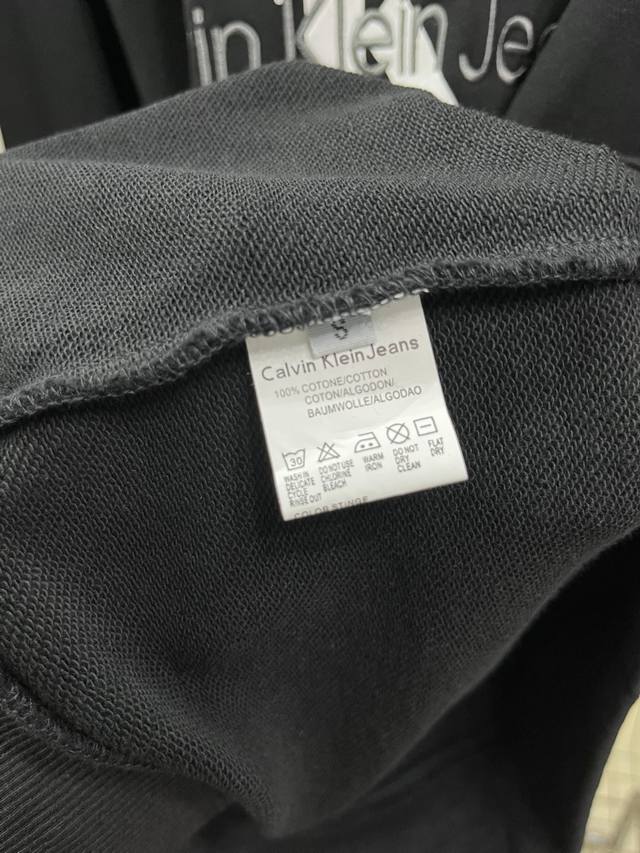 in Klein Je
S
Calvin KleinJeans
100% COTONE/COTTON
COTON/ALGODON/
BAUMWOLLE/ALGODAO
30
WASH IN
DELICATE
CYCLE
RINSE OUT
DO NOT USE
CHLORINE
BLEACH
WARM
IRON
DO NOT
DRY
CLEAN
FLAT
DRY